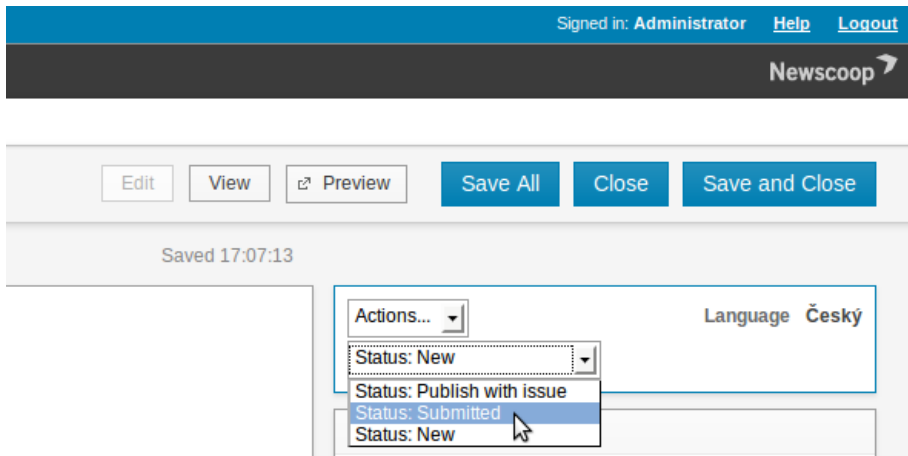 Signed in: Administrator Help Logout
Newscoop
Edit View Preview Save All Close Save and Close
Saved 17:07:13
Actions... Language Český
Status: New
Status: Publish with issue
Status: Submitted
Status: New